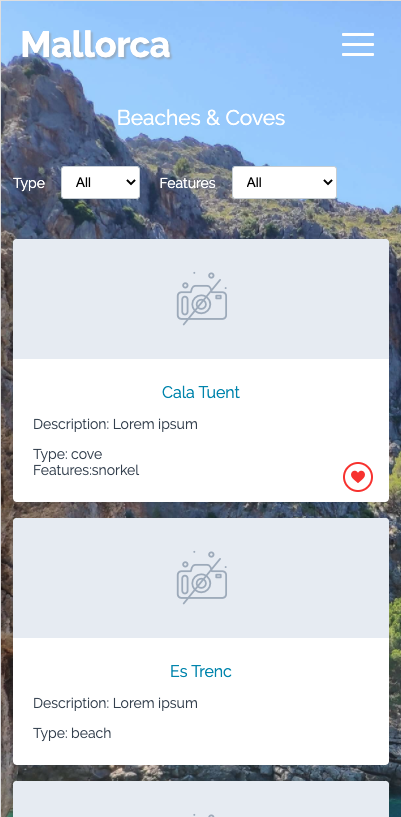 Mallorca
Beaches & Coves
Type All Features All
Cala Tuent
Description: Lorem ipsum
Type: cove
Features:snorkel
Es Trenc
Description: Lorem ipsum
Type: beach